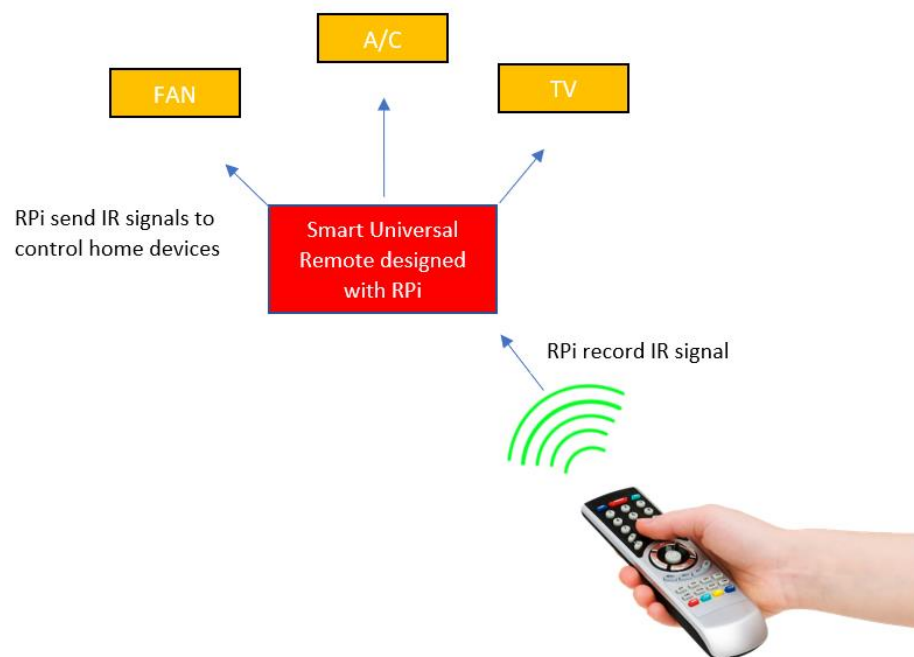 A/C
FAN
TV
RPi send IR signals to
control home devices
Smart Universal
Remote designed
with RPi
RPi record IR signal